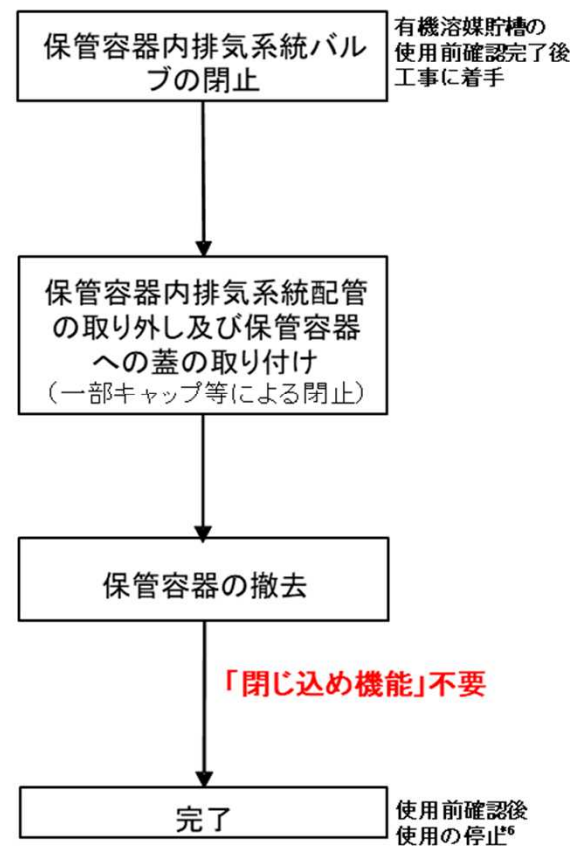 保管容器内排気系統バル
ブの閉止
有機溶媒貯槽の
使用前確認完了後
工事に着手
保管容器内排気系統配管
の取り外し及び保管容器
への蓋の取り付け
（一部キャップ等による閉止）
保管容器の撤去
「閉じ込め機能」不要
完了
使用前確認後
使用の停止※6